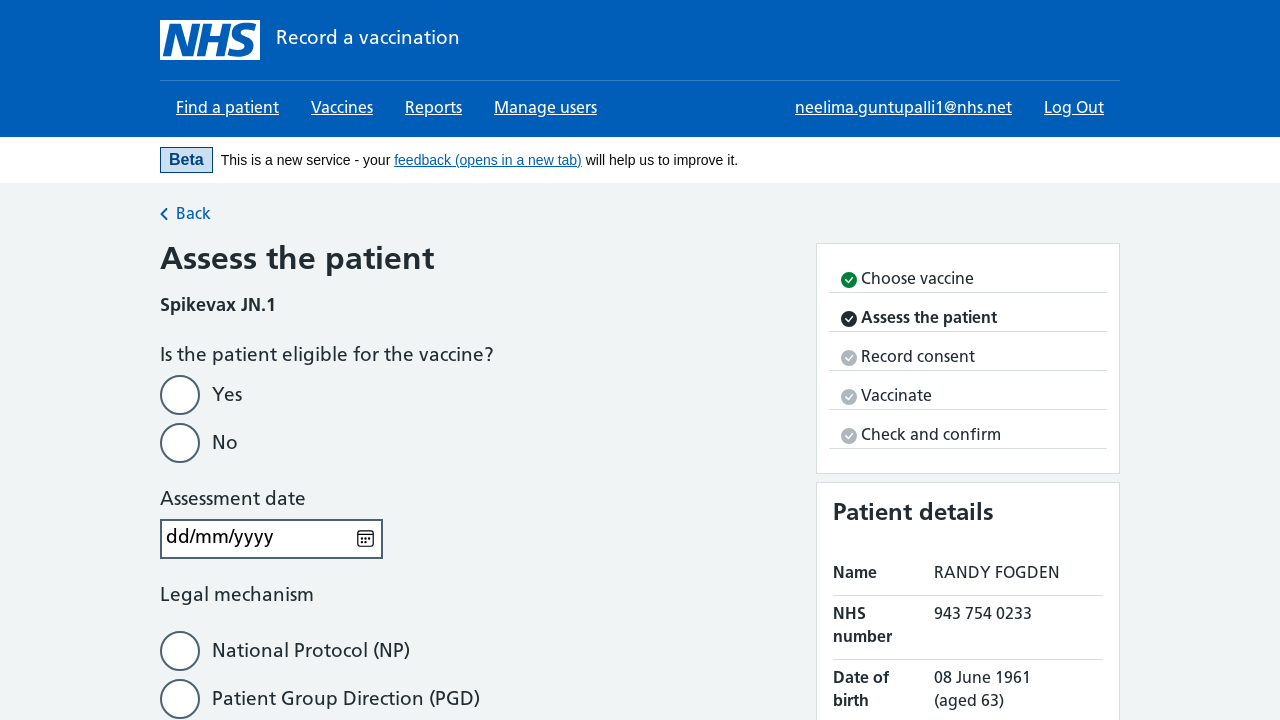 NHS Record a vaccination
Find a patient Vaccines Reports Manage users neelima.guntupalli1@nhs.net Log Out
Beta This is a new service - your feedback (opens in a new tab) will help us to improve it.
Back
Assess the patient
Spikevax JN.1
Is the patient eligible for the vaccine?
Yes
No
Assessment date
dd/mm/yyyy
Legal mechanism
National Protocol (NP)
Patient Group Direction (PGD)
Choose vaccine
Assess the patient
Record consent
Vaccinate
Check and confirm
Patient details
Name RANDY FOGDEN
NHS number 943 754 0233
Date of birth 08 June 1961 (aged 63)